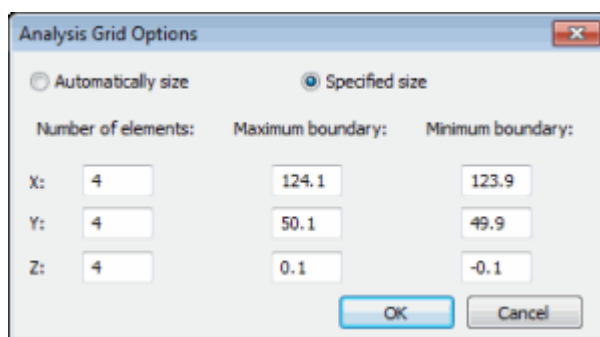 Analysis Grid Options
Automatically size Specified size
Number of elements: Maximum boundary: Minimum boundary:
X: 4 124.1 123.9
Y: 4 50.1 49.9
Z: 4 0.1 -0.1
OK Cancel